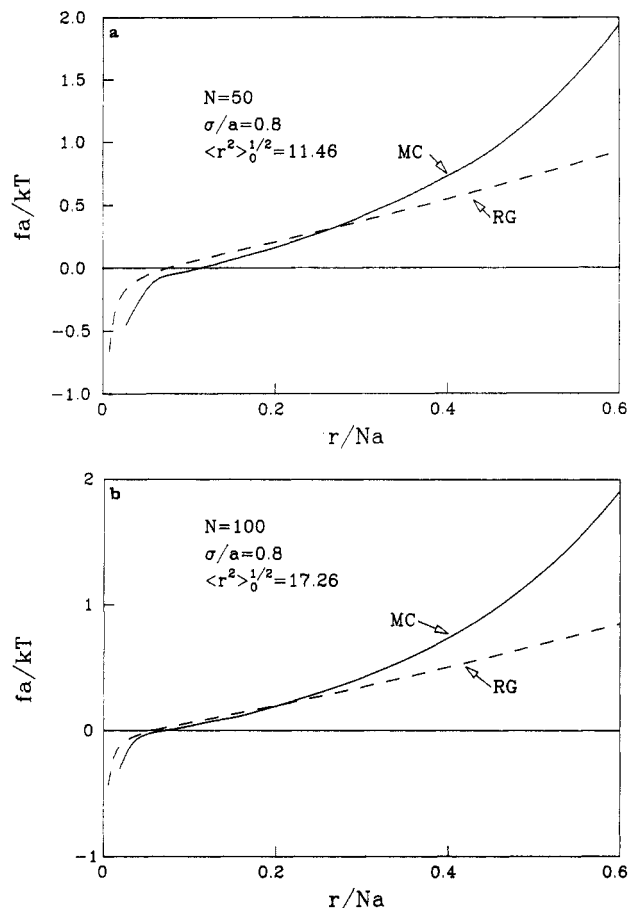 a
2.0
1.5
1.0
0.5
0.0
−0.5
−1.0
fa/kT
N=50
σ/a=0.8
<r²>₀^1/2=11.46
MC
RG
0
0.2
0.4
0.6
r/Na
b
2
1
0
−1
fa/kT
N=100
σ/a=0.8
<r²>₀^1/2=17.26
MC
RG
0
0.2
0.4
0.6
r/Na